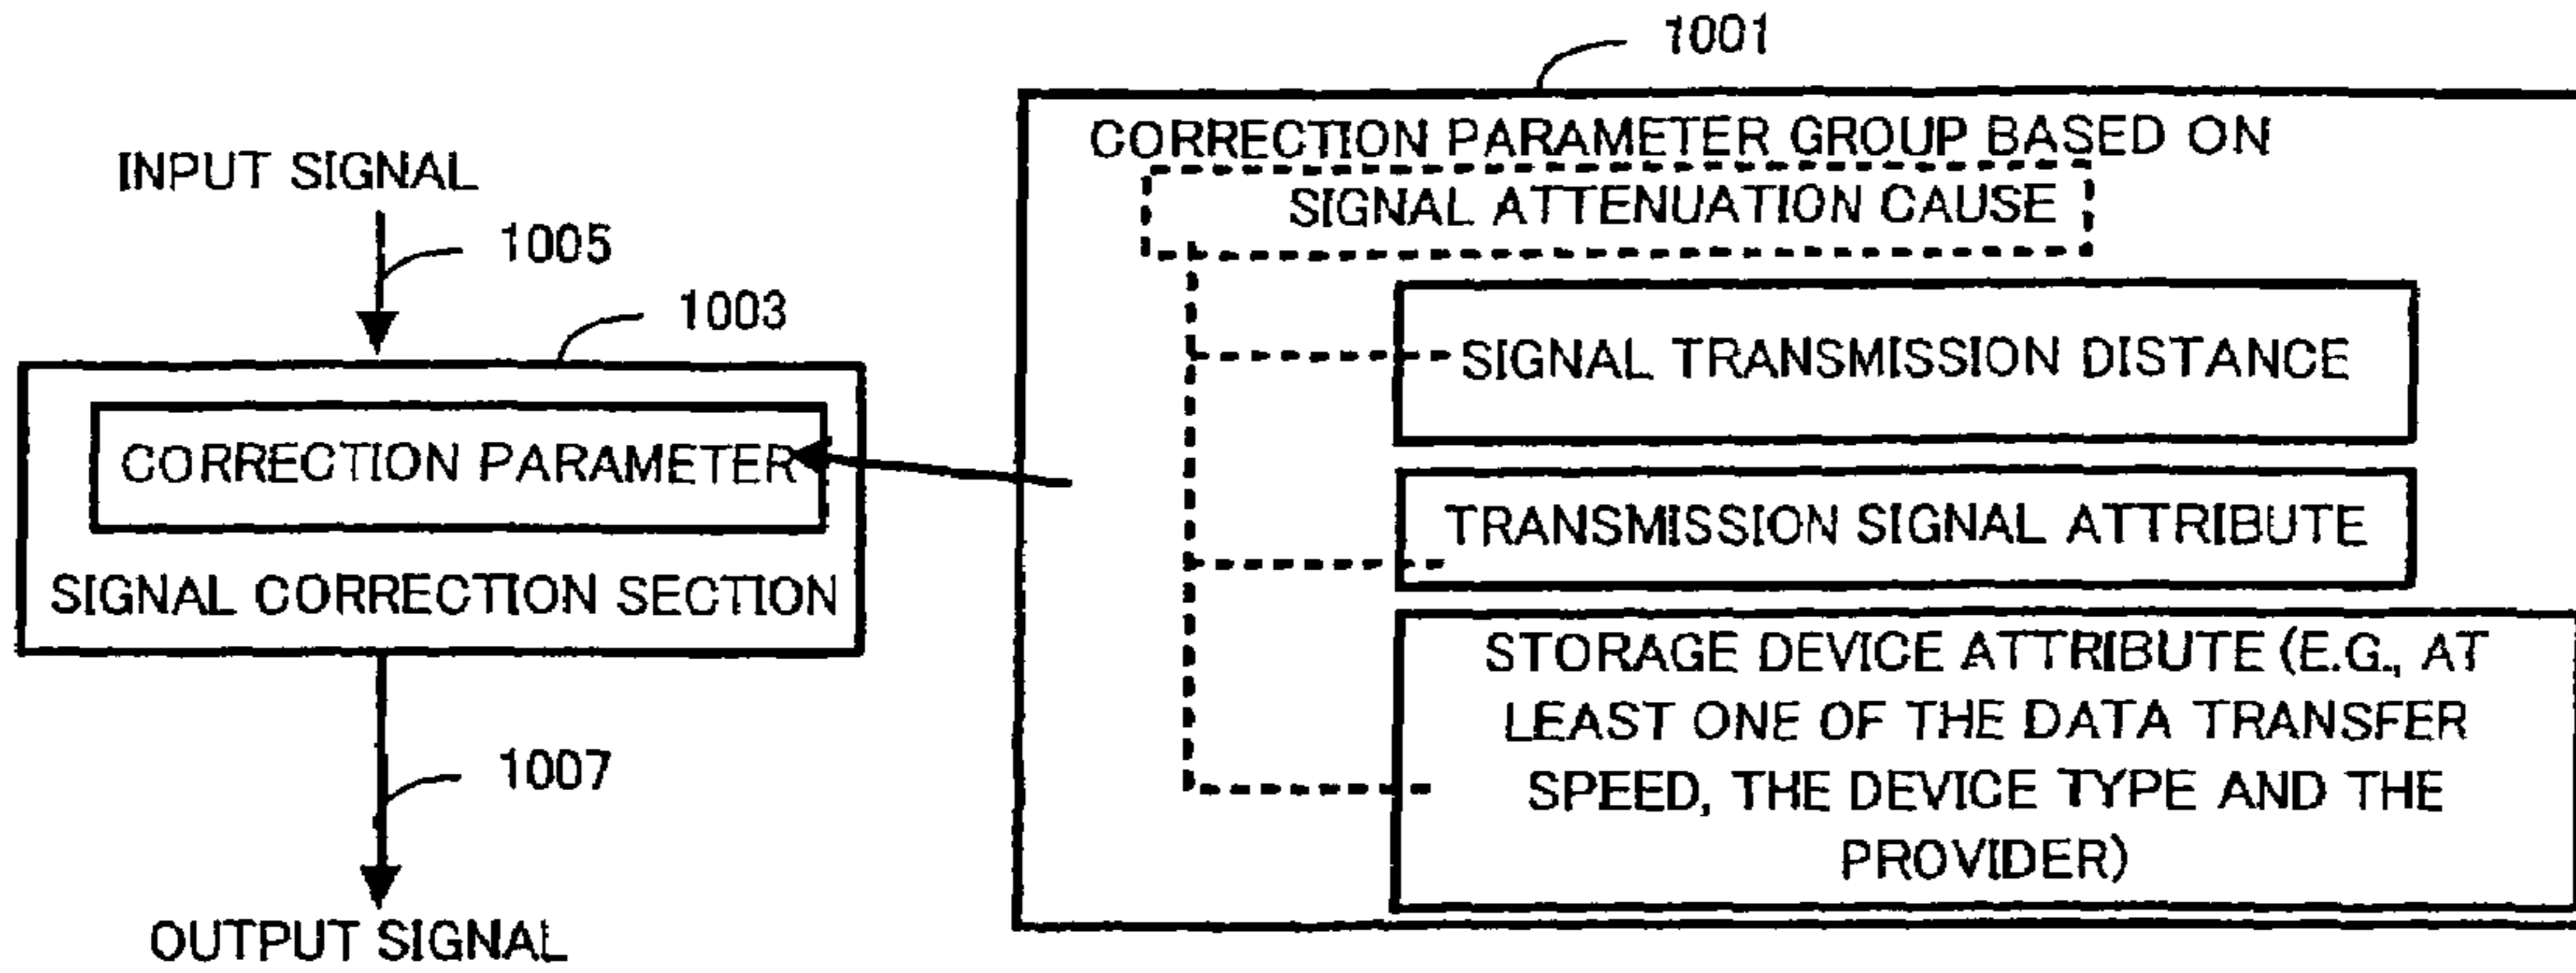 1001
CORRECTION PARAMETER GROUP BASED ON
SIGNAL ATTENUATION CAUSE
INPUT SIGNAL
1005
1003
SIGNAL TRANSMISSION DISTANCE
CORRECTION PARAMETER
TRANSMISSION SIGNAL ATTRIBUTE
SIGNAL CORRECTION SECTION
STORAGE DEVICE ATTRIBUTE (E.G., AT
LEAST ONE OF THE DATA TRANSFER
SPEED, THE DEVICE TYPE AND THE
PROVIDER)
1007
OUTPUT SIGNAL